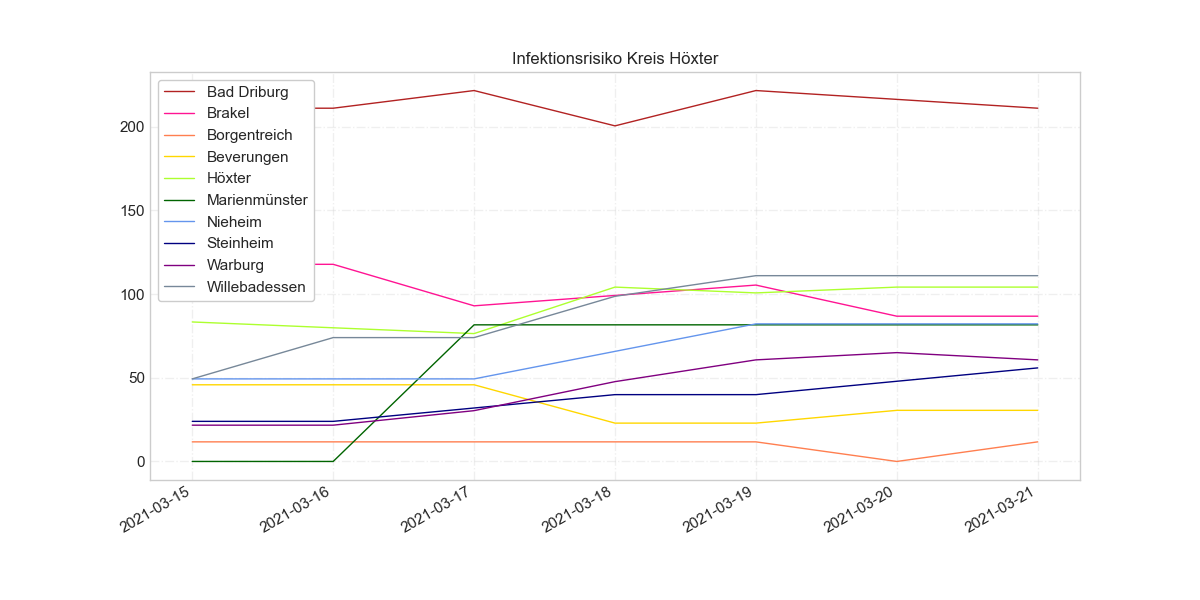 Infektionsrisiko Kreis Höxter
Bad Driburg
Brakel
Borgentreich
Beverungen
Höxter
Marienmünster
Nieheim
Steinheim
Warburg
Willebadessen
200
150
100
50
0
2021-03-15
2021-03-16
2021-03-17
2021-03-18
2021-03-19
2021-03-20
2021-03-21